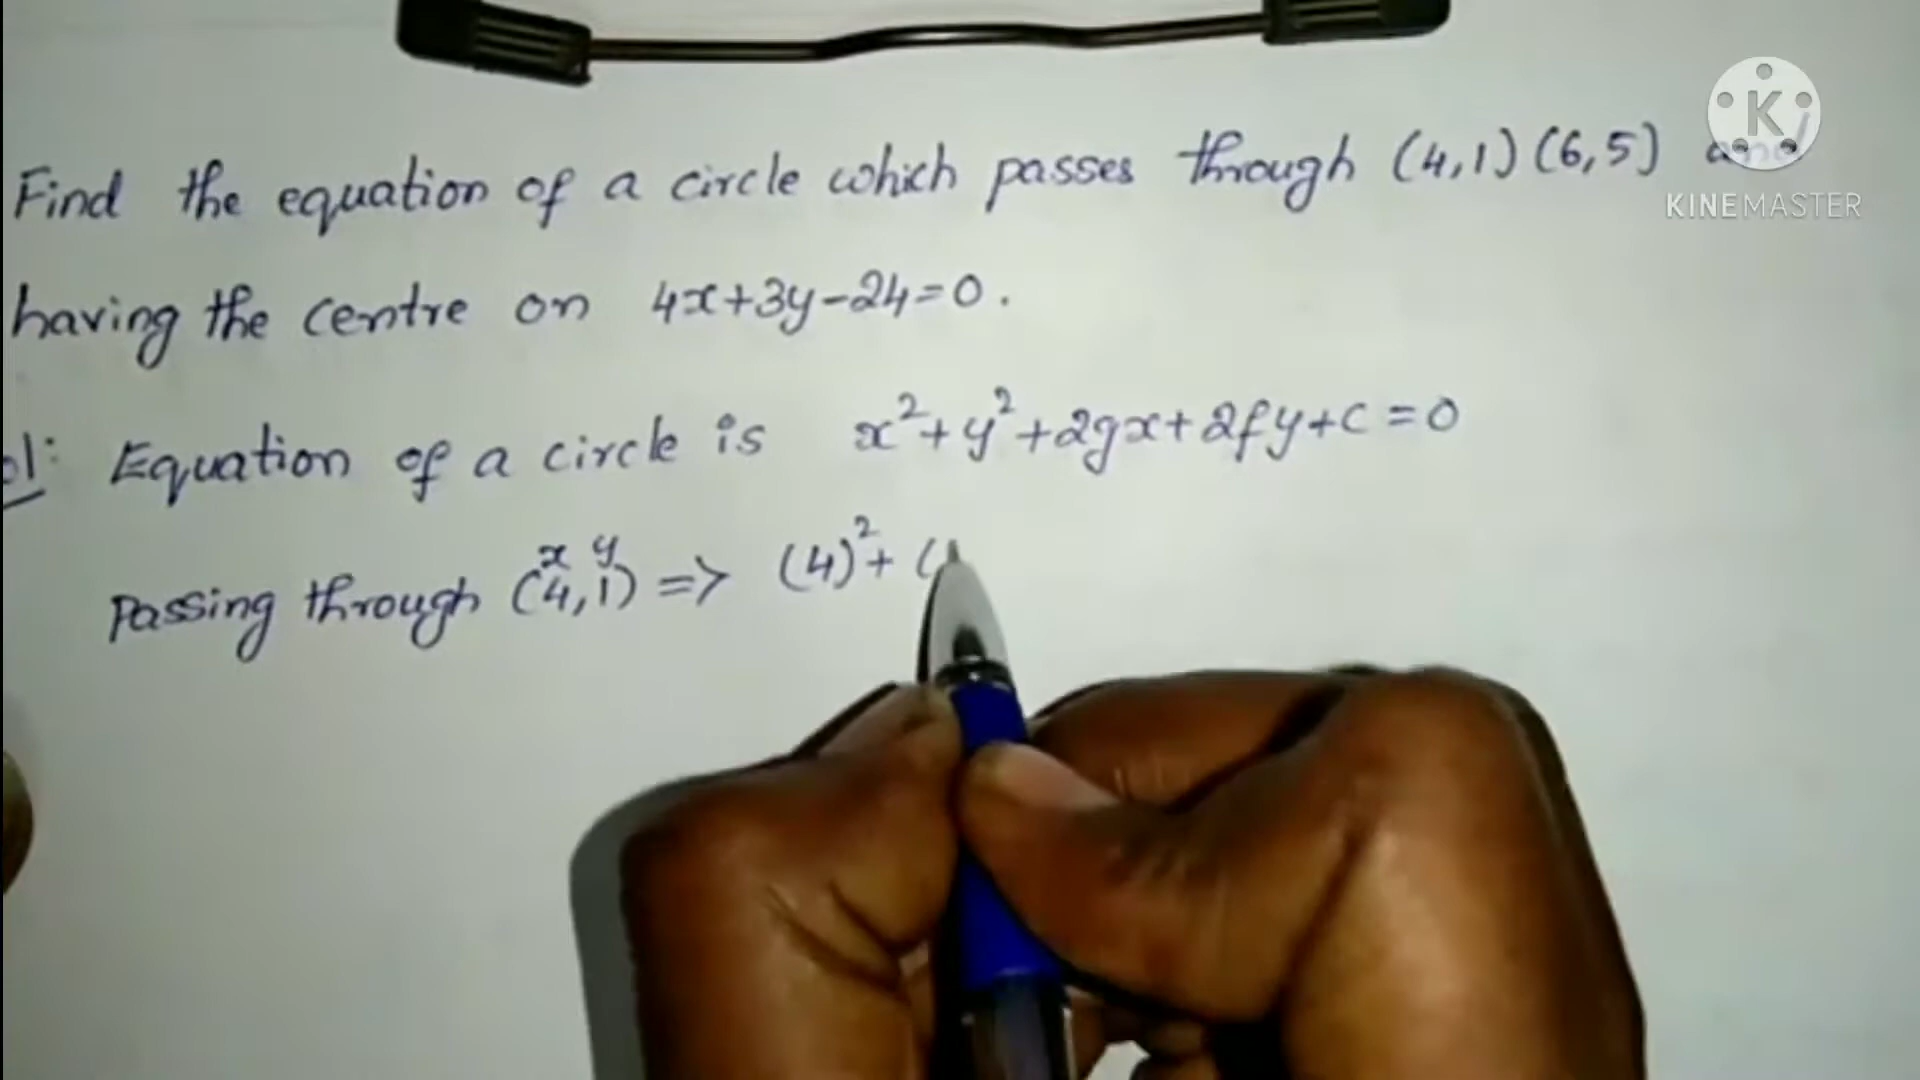 Find the equation of a circle which passes through (4,1) (6,5) and
K
KINEMASTER
having the centre on 4x+3y-24=0.
ol: Equation of a circle is x²+y²+2gx+2fy+c=0
x y
Passing through (4,1) => (4)²+ (